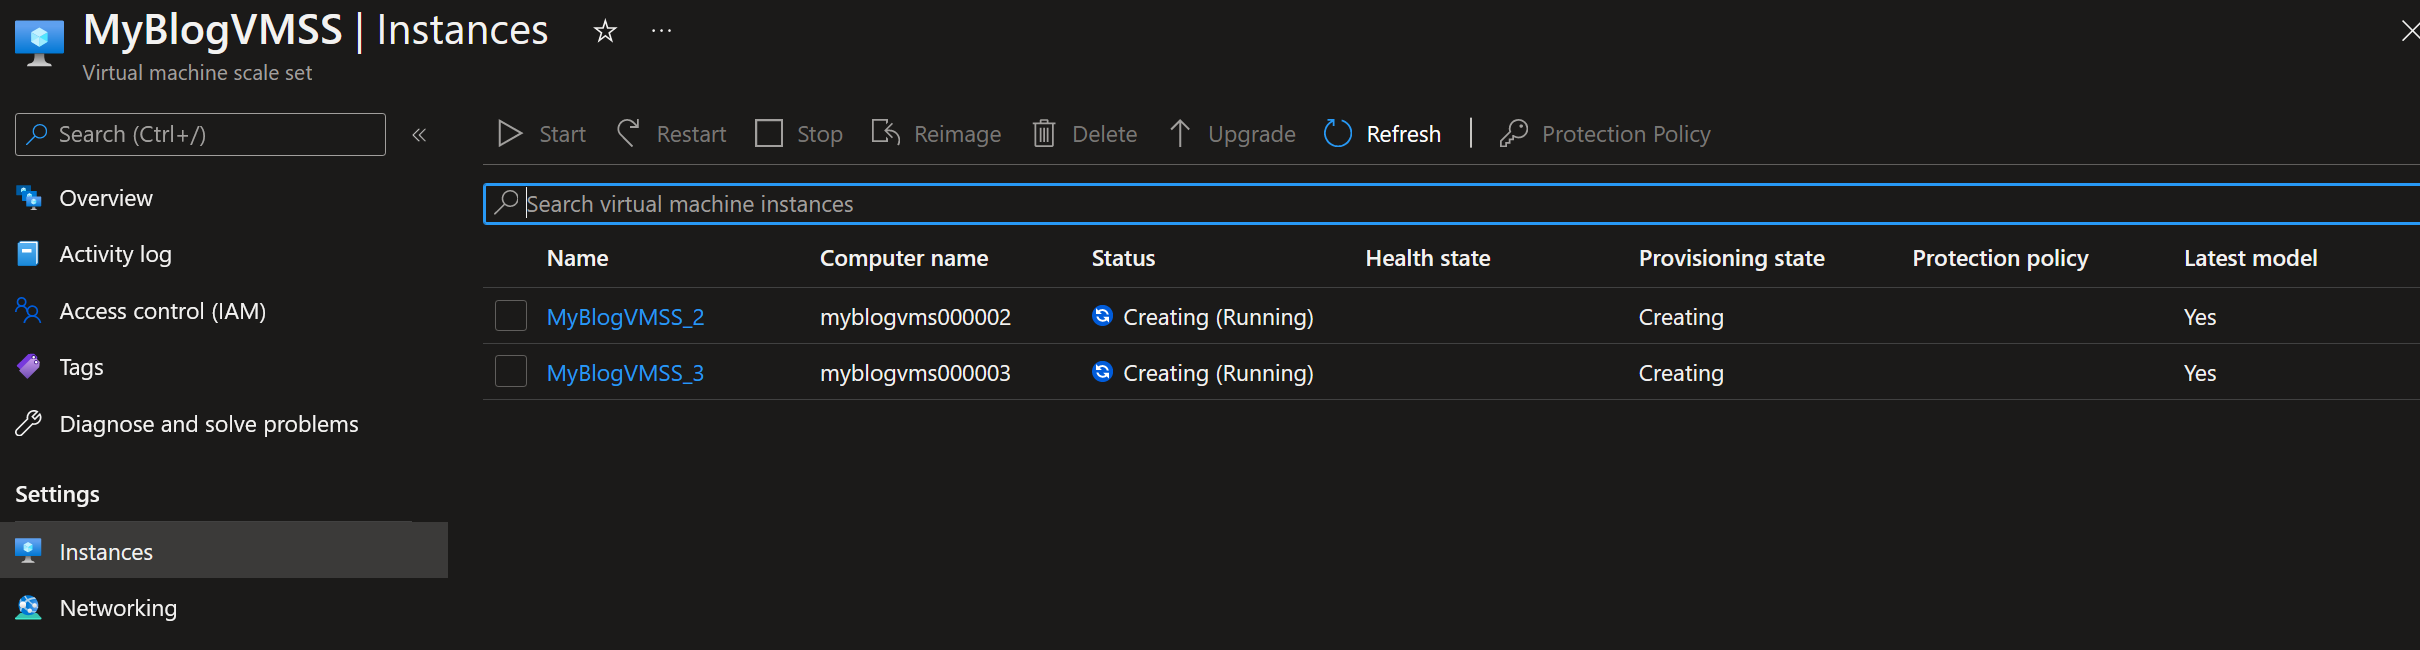 MyBlogVMSS | Instances
Virtual machine scale set
Search (Ctrl+/)
Overview
Activity log
Access control (IAM)
Tags
Diagnose and solve problems
Settings
Instances
Networking
Start Restart Stop Reimage Delete Upgrade Refresh Protection Policy
Search virtual machine instances
Name Computer name Status Health state Provisioning state Protection policy Latest model
MyBlogVMSS_2 myblogvms000002 Creating (Running) Creating Yes
MyBlogVMSS_3 myblogvms000003 Creating (Running) Creating Yes